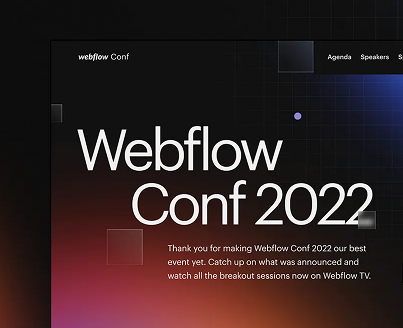 webflow Conf
Agenda Speakers
Webflow
Conf 2022
Thank you for making Webflow Conf 2022 our best
event yet. Catch up on what was announced and
watch all the breakout sessions now on Webflow TV.